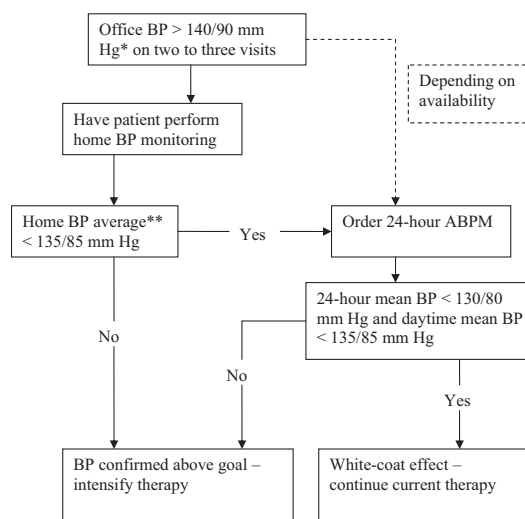 Office BP > 140/90 mm
Hg* on two to three visits
Depending on
availability
Have patient perform
home BP monitoring
Home BP average**
< 135/85 mm Hg
Yes
Order 24-hour ABPM
24-hour mean BP < 130/80
mm Hg and daytime mean BP
< 135/85 mm Hg
No
No
Yes
BP confirmed above goal –
intensify therapy
White-coat effect –
continue current therapy